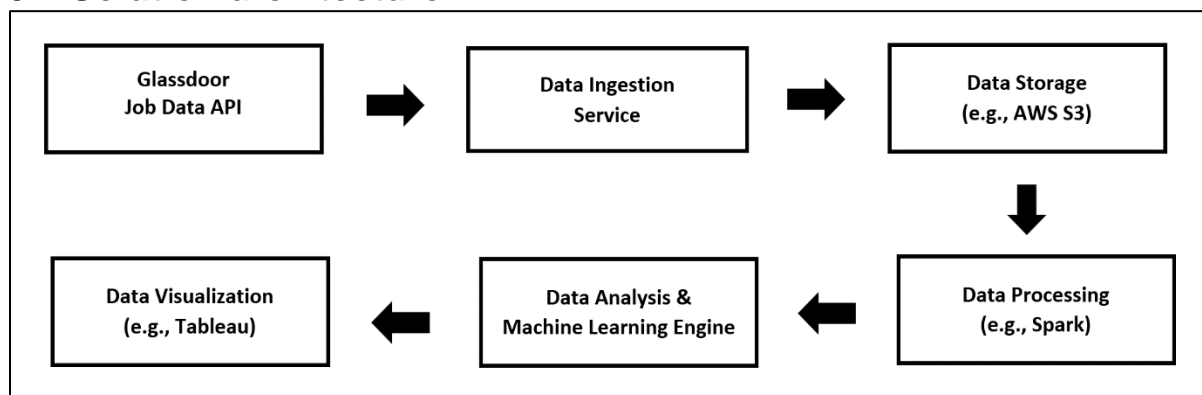 Glassdoor
Job Data API
Data Ingestion
Service
Data Storage
(e.g., AWS S3)
Data Processing
(e.g., Spark)
Data Analysis &
Machine Learning Engine
Data Visualization
(e.g., Tableau)